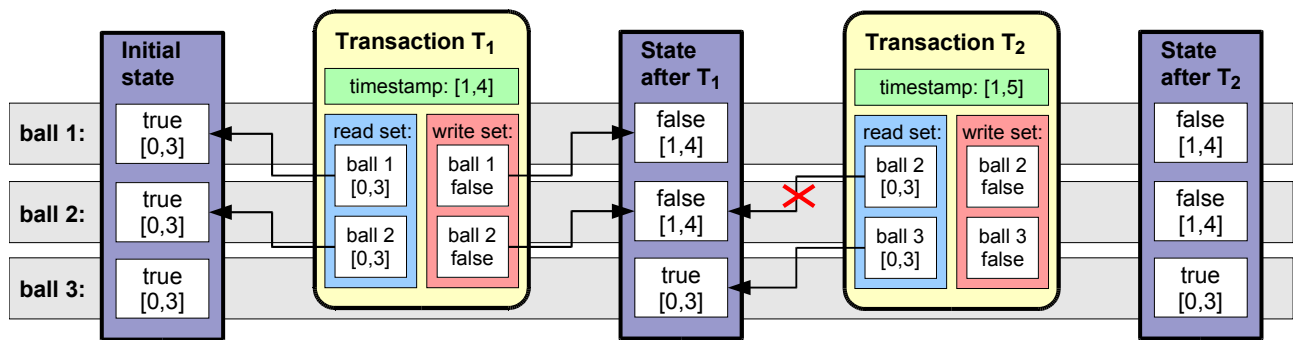 Initial
state
true
[0,3]
true
[0,3]
true
[0,3]
ball 1:
ball 2:
ball 3:
Transaction T1
timestamp: [1,4]
read set:
ball 1
[0,3]
ball 2
[0,3]
write set:
ball 1
false
ball 2
false
State
after T1
false
[1,4]
false
[1,4]
true
[0,3]
Transaction T2
timestamp: [1,5]
read set:
ball 2
[0,3]
ball 3
[0,3]
write set:
ball 2
false
ball 3
false
State
after T2
false
[1,4]
false
[1,4]
true
[0,3]